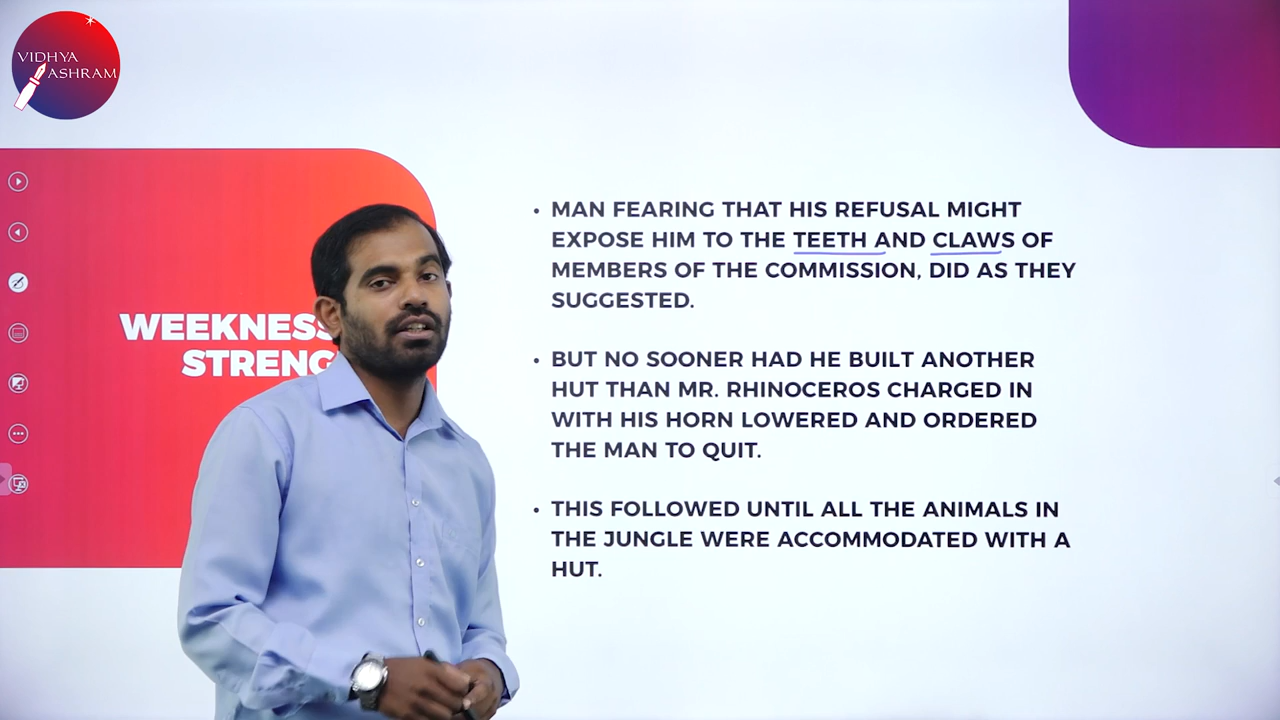 VIDHYA
ASHRAM
WEEKNESS
STRENG
• MAN FEARING THAT HIS REFUSAL MIGHT
EXPOSE HIM TO THE TEETH AND CLAWS OF
MEMBERS OF THE COMMISSION, DID AS THEY
SUGGESTED.
• BUT NO SOONER HAD HE BUILT ANOTHER
HUT THAN MR. RHINOCEROS CHARGED IN
WITH HIS HORN LOWERED AND ORDERED
THE MAN TO QUIT.
• THIS FOLLOWED UNTIL ALL THE ANIMALS IN
THE JUNGLE WERE ACCOMMODATED WITH A
HUT.